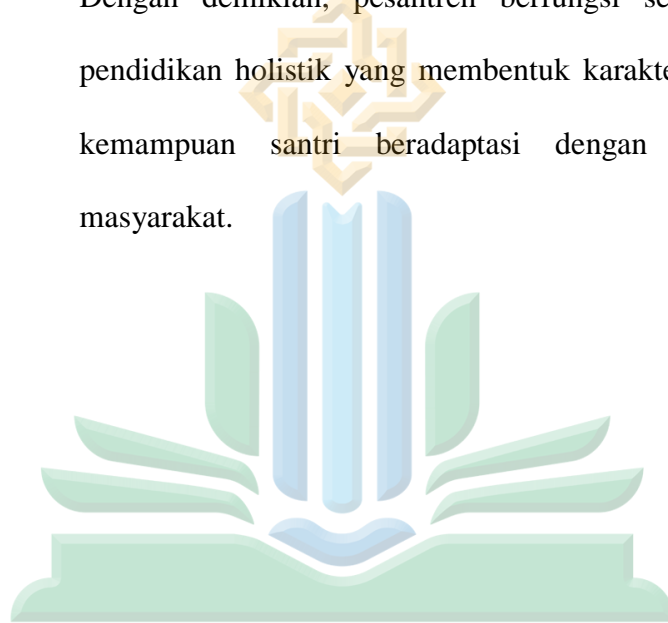 Dengan demikian, pesantren berfungsi se
pendidikan holistik yang membentuk karakte
kemampuan santri beradaptasi dengan
masyarakat.